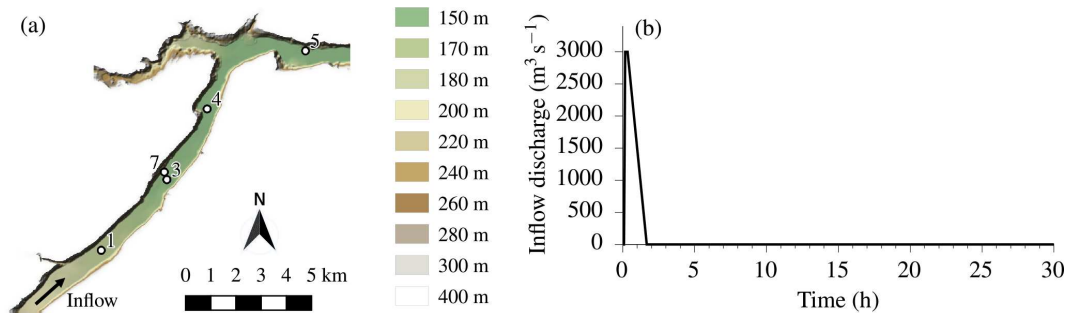 (a)
5
4
7
3
1
N
0 1 2 3 4 5 km
Inflow
150 m
170 m
180 m
200 m
220 m
240 m
260 m
280 m
300 m
400 m
(b)
Inflow discharge (m³ s⁻¹)
3000
2500
2000
1500
1000
500
0
0 5 10 15 20 25 30
Time (h)